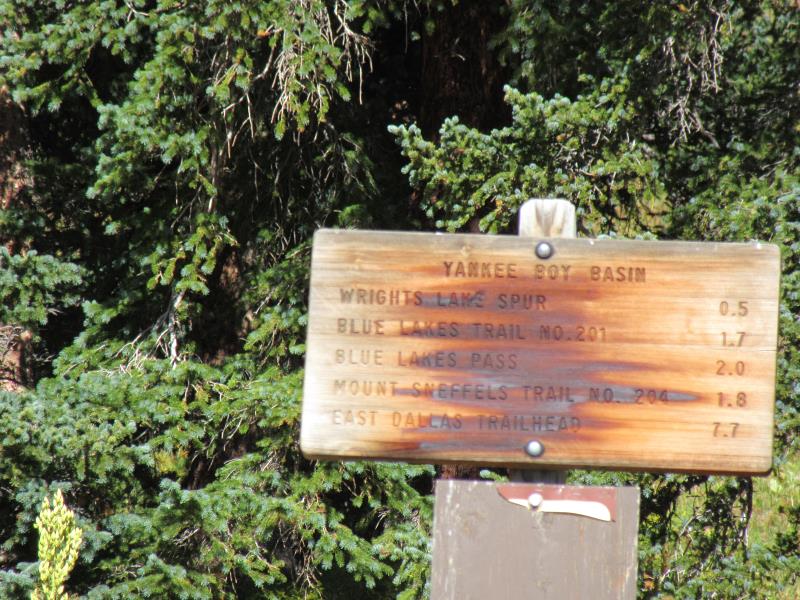 YANKEE BOY BASIN
WRIGHTS LAKE SPUR 0.5
BLUE LAKES TRAIL NO.201 1.7
BLUE LAKES PASS 2.0
MOUNT SNEFFELS TRAIL NO. 204 1.8
EAST DALLAS TRAILHEAD 7.7